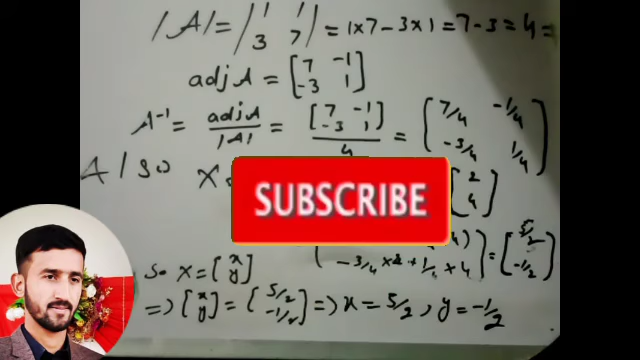 |A| = |1 1 3 7| = 1×7 - 3×1 = 7 - 3 = 4 =
adj A = [7 -1 -3 1]
A⁻¹ = adj A / |A| = [7 -1 -3 1] / 4 = [7/4 -1/4 -3/4 1/4]
Also X = [2 4]
SUBSCRIBE
4) -3/4 × 2 + 1/4 × 4] = [5/2 -1/2]
So X = [x y]
=> [x y] = [5/2 -1/2] => x = 5/2, y = -1/2